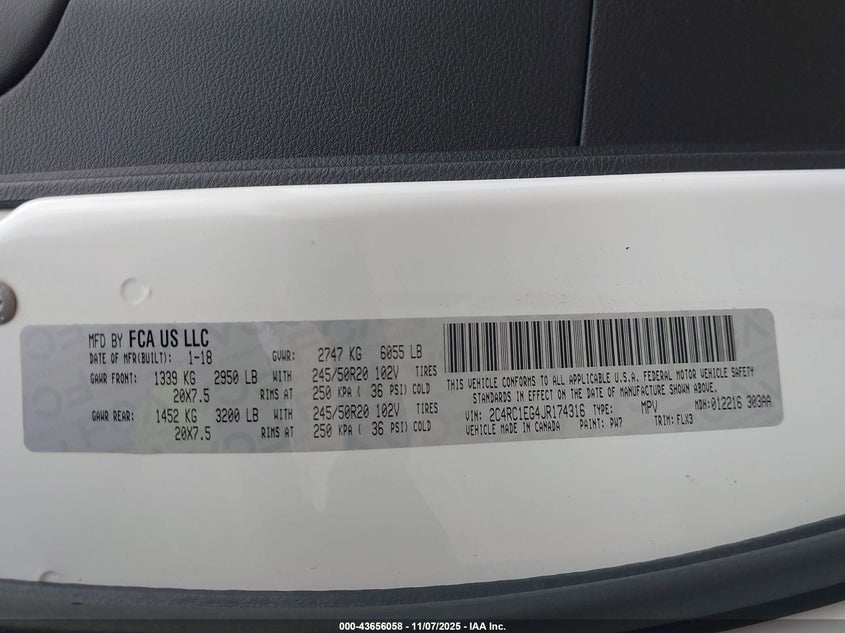 MFD BY FCA US LLC
DATE OF MFR(BUILT): 1-18 GVWR: 2747 KG 6055 LB
GAWR FRONT: 1339 KG 2950 LB WITH 245/50R20 102V TIRES
20X7.5 RIMS AT 250 KPA ( 36 PSI) COLD
GAWR REAR: 1452 KG 3200 LB WITH 245/50R20 102V TIRES
20X7.5 RIMS AT 250 KPA ( 36 PSI) COLD
THIS VEHICLE CONFORMS TO ALL APPLICABLE U.S.A. FEDERAL MOTOR VEHICLE SAFETY
STANDARDS IN EFFECT ON THE DATE OF MANUFACTURE SHOWN ABOVE.
VIN: 2C4RC1EG4JR174316 TYPE: MPV MDH: 012216 303AA
VEHICLE MADE IN CANADA PAINT: PW7 TRIM: FLX3
000-43656058 - 11/07/2025 - IAA Inc.